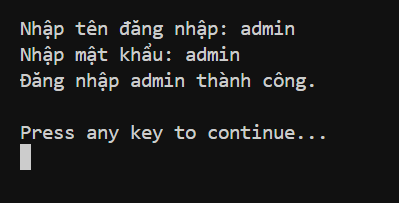 Nhập tên đăng nhập: admin
Nhập mật khẩu: admin
Đăng nhập admin thành công.
Press any key to continue...